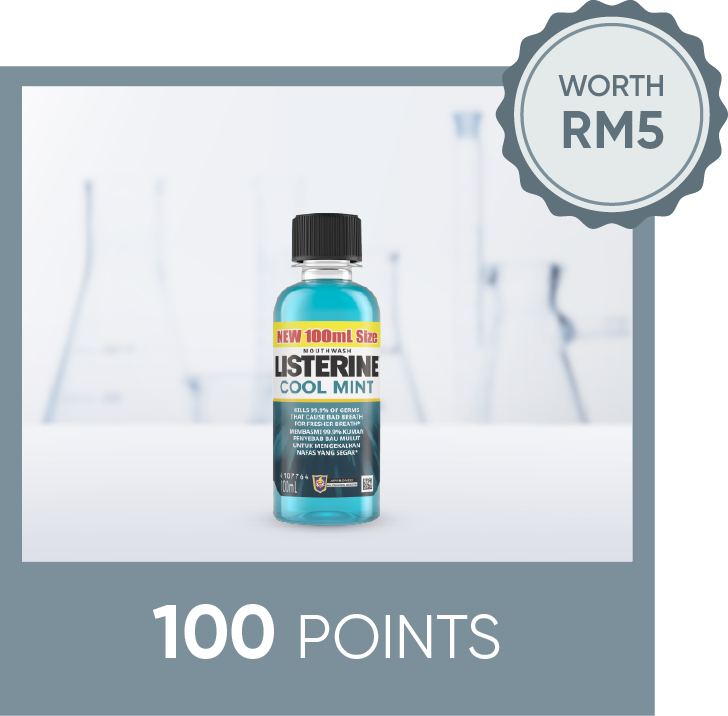 WORTH
RM5
NEW 100mL Size
MOUTHWASH
LISTERINE
COOL MINT
KILLS 99.9% OF GERMS
THAT CAUSE BAD BREATH
FOR FRESHER BREATH*
MEMBASMI 99.9% KUMAN
PENYEBAB BAU MULUT
UNTUK MENGEKALKAN
NAFAS YANG SEGAR*
100mL
100 POINTS